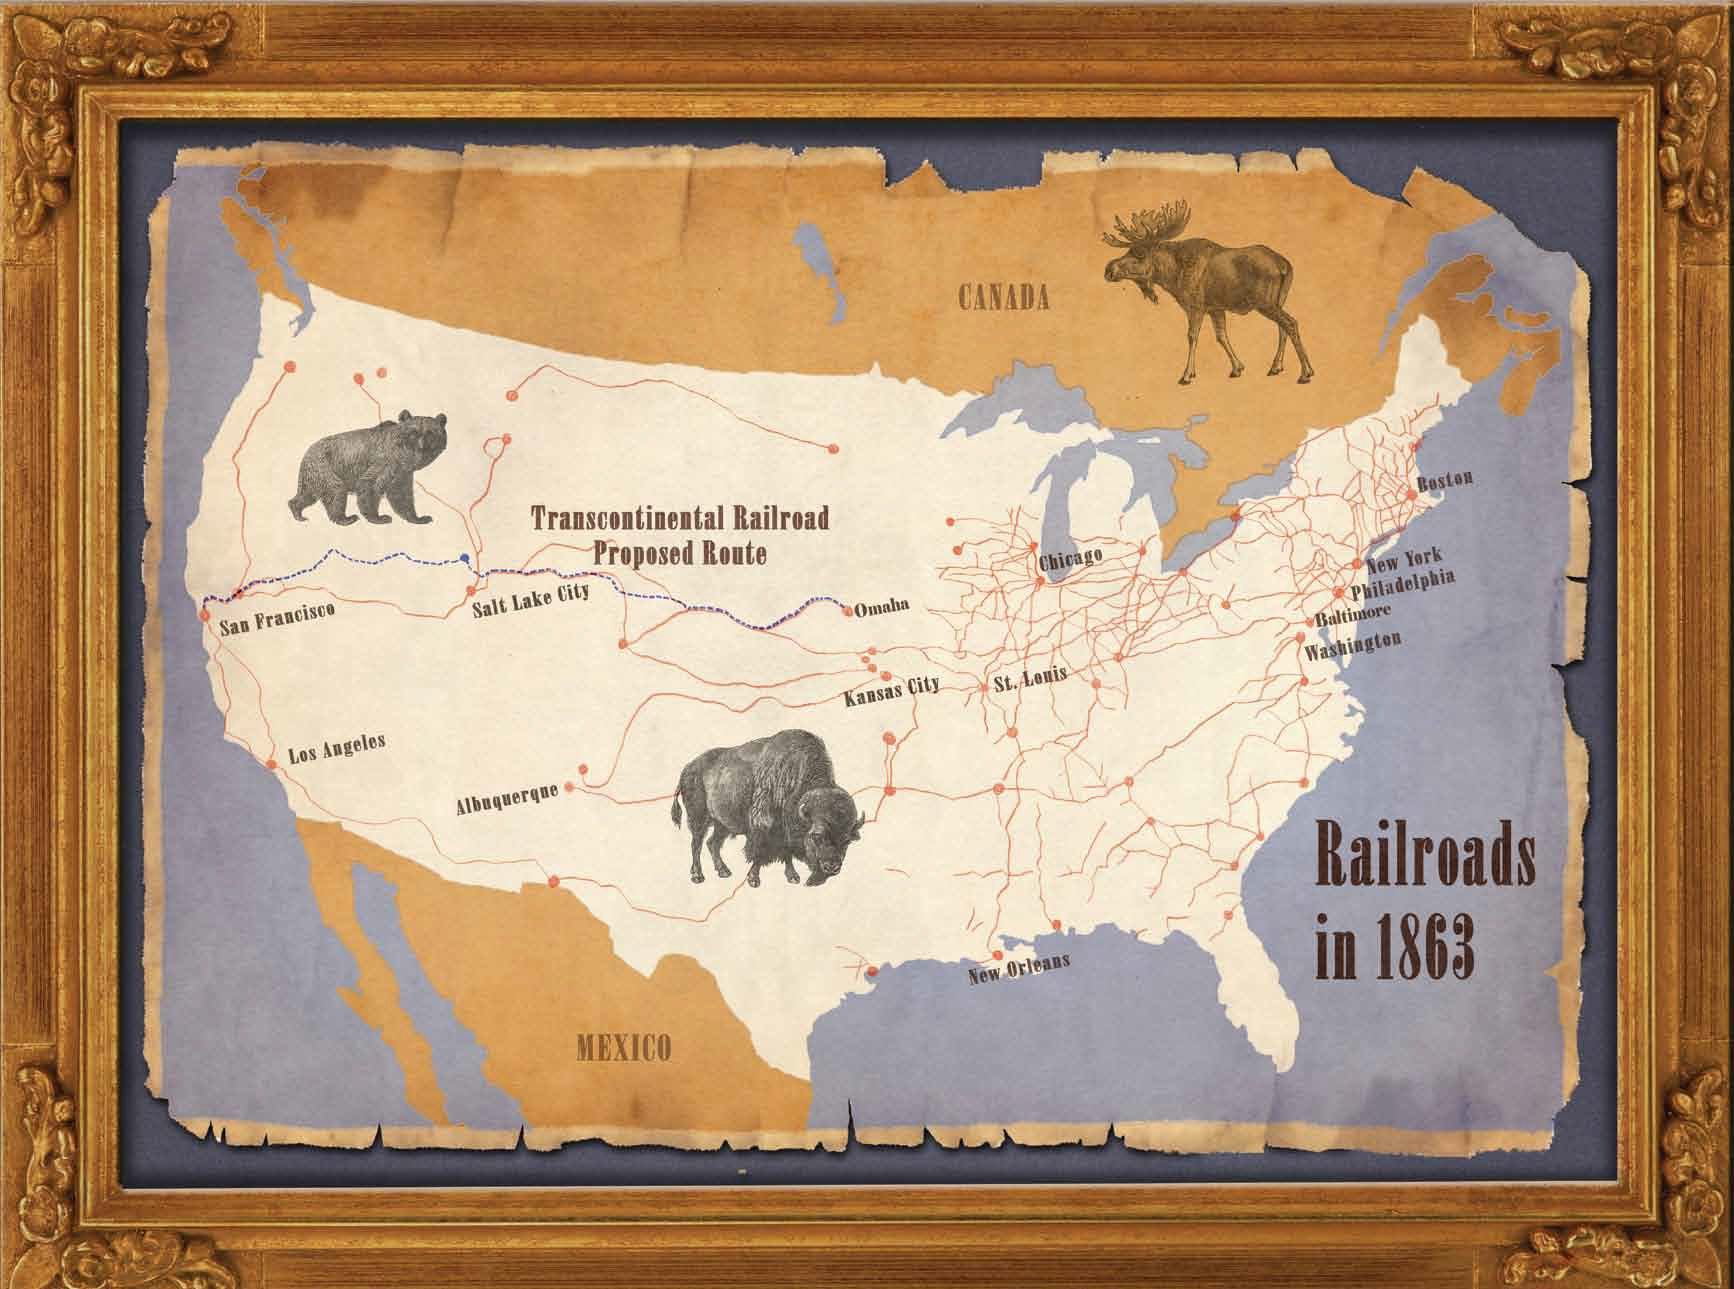 CANADA
Boston
Transcontinental Railroad
Proposed Route
Chicago
New York
Philadelphia
Salt Lake City
Omaha
San Francisco
Baltimore
Washington
St. Louis
Kansas City
Los Angeles
Albuquerque
Railroads
in 1863
New Orleans
MEXICO